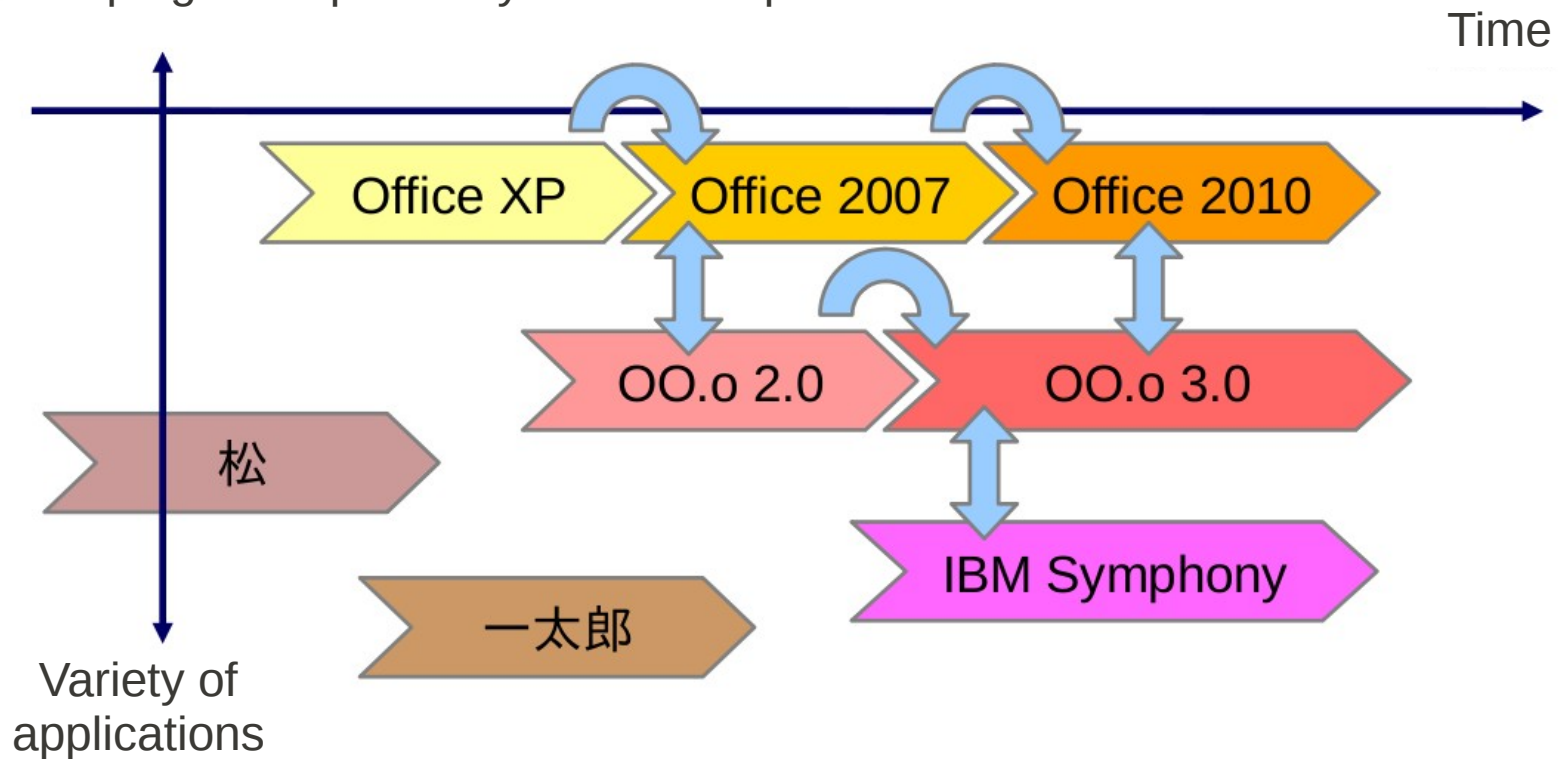 Time
Office XP
Office 2007
Office 2010
OO.o 2.0
OO.o 3.0
松
IBM Symphony
一太郎
Variety of
applications